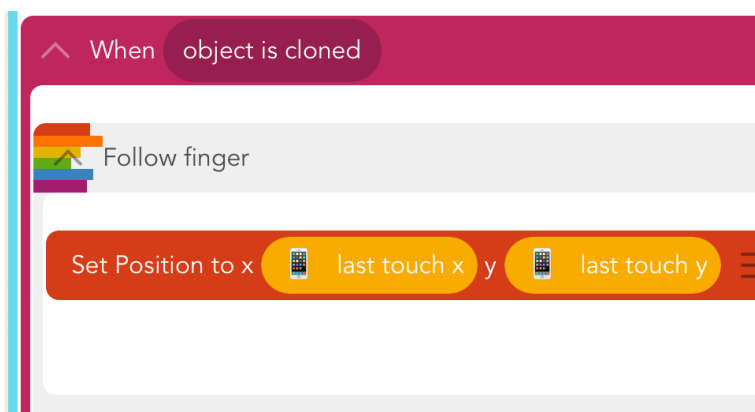 When object is cloned
Follow finger
Set Position to x last touch x y last touch y